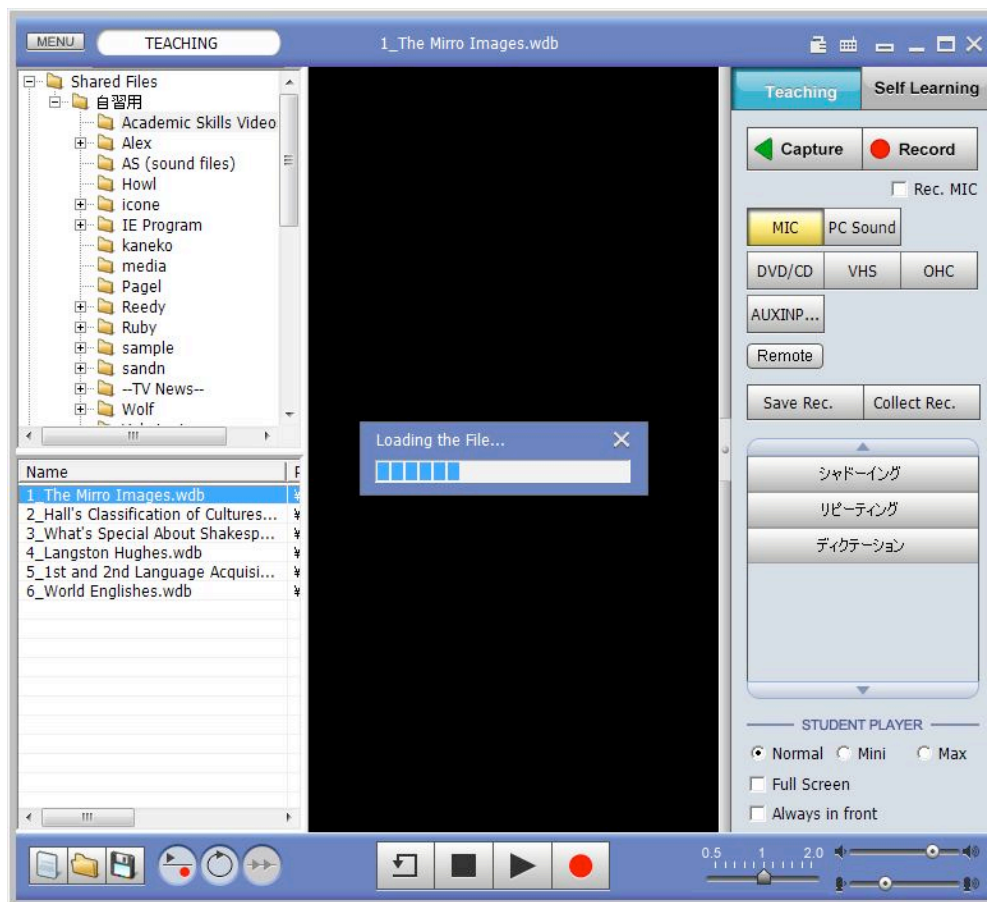 MENU
TEACHING
1_The Mirro Images.wdb
Shared Files
自習用
Academic Skills Video
Alex
AS (sound files)
Howl
icone
IE Program
kaneko
media
Pagel
Reedy
Ruby
sample
sandn
--TV News--
Wolf
Name
1_The Mirro Images.wdb
2_Hall's Classification of Cultures...
3_What's Special About Shakesp...
4_Langston Hughes.wdb
5_1st and 2nd Language Acquisi...
6_World Englishes.wdb
Loading the File...
Teaching
Self Learning
Capture
Record
Rec. MIC
MIC
PC Sound
DVD/CD
VHS
OHC
AUXINP...
Remote
Save Rec.
Collect Rec.
シャドーイング
リピーティング
ディクテーション
STUDENT PLAYER
Normal
Mini
Max
Full Screen
Always in front
0.5 1 2.0